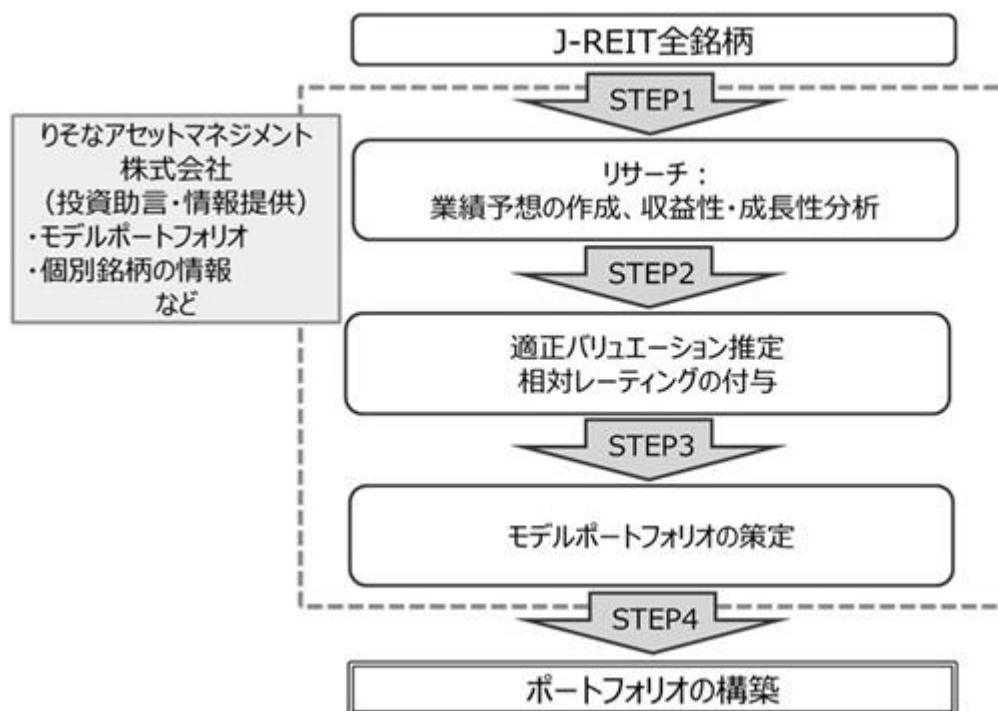 J-REIT全銘柄
STEP1
りそなアセットマネジメント
株式会社
（投資助言・情報提供）
・モデルポートフォリオ
・個別銘柄の情報
など
リサーチ：
業績予想の作成、収益性・成長性分析
STEP2
適正バリュエーション推定
相対レーティングの付与
STEP3
モデルポートフォリオの策定
STEP4
ポートフォリオの構築